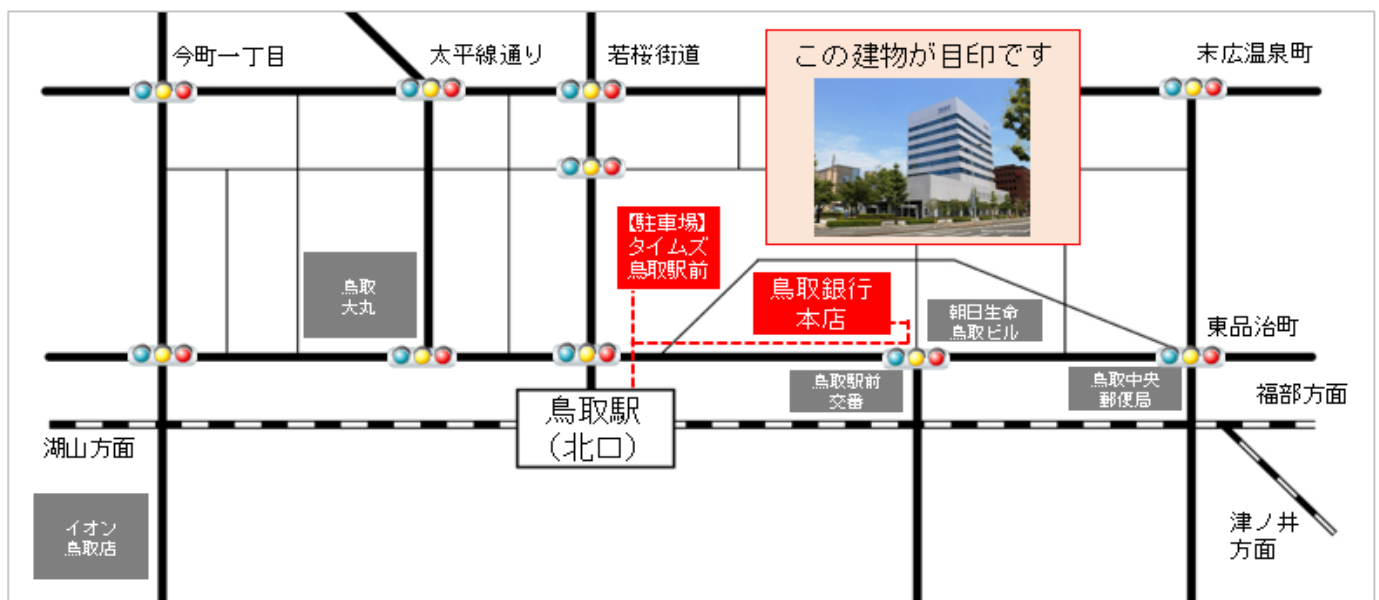 今町一丁目
太平線通り
若桜街道
この建物が目印です
末広温泉町
【駐車場】
タイムズ
鳥取駅前
鳥取
大丸
鳥取銀行
本店
朝日生命
鳥取ビル
東品治町
鳥取駅前
交番
鳥取中央
郵便局
福部方面
鳥取駅
（北口）
湖山方面
イオン
鳥取店
津ノ井
方面